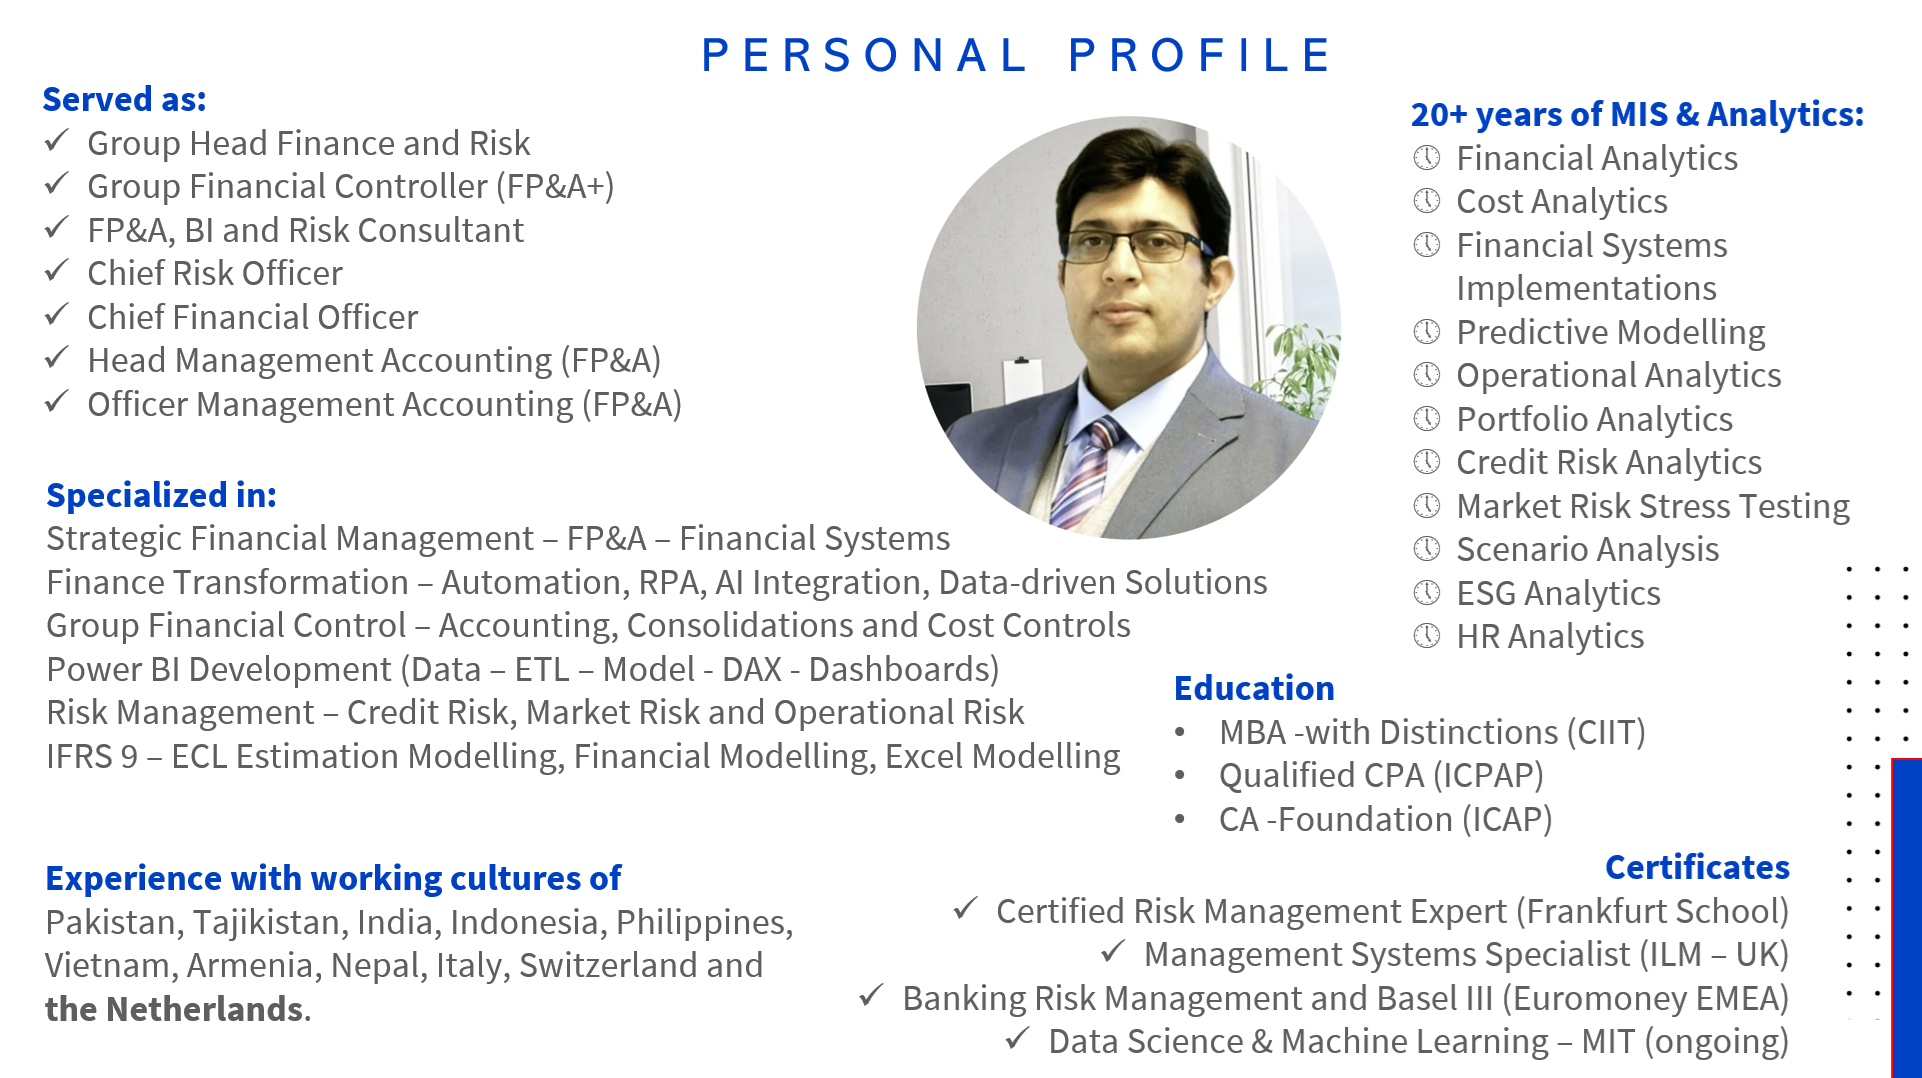 PERSONAL PROFILE
Served as:
✓ Group Head Finance and Risk
✓ Group Financial Controller (FP&A+)
✓ FP&A, BI and Risk Consultant
✓ Chief Risk Officer
✓ Chief Financial Officer
✓ Head Management Accounting (FP&A)
✓ Officer Management Accounting (FP&A)
Specialized in:
Strategic Financial Management – FP&A – Financial Systems
Finance Transformation – Automation, RPA, AI Integration, Data-driven Solutions
Group Financial Control – Accounting, Consolidations and Cost Controls
Power BI Development (Data – ETL – Model - DAX - Dashboards)
Risk Management – Credit Risk, Market Risk and Operational Risk
IFRS 9 – ECL Estimation Modelling, Financial Modelling, Excel Modelling
Experience with working cultures of
Pakistan, Tajikistan, India, Indonesia, Philippines,
Vietnam, Armenia, Nepal, Italy, Switzerland and
the Netherlands.
20+ years of MIS & Analytics:
Financial Analytics
Cost Analytics
Financial Systems
Implementations
Predictive Modelling
Operational Analytics
Portfolio Analytics
Credit Risk Analytics
Market Risk Stress Testing
Scenario Analysis
ESG Analytics
HR Analytics
Education
• MBA -with Distinctions (CIIT)
• Qualified CPA (ICPAP)
• CA -Foundation (ICAP)
Certificates
✓ Certified Risk Management Expert (Frankfurt School)
✓ Management Systems Specialist (ILM – UK)
✓ Banking Risk Management and Basel III (Euromoney EMEA)
✓ Data Science & Machine Learning – MIT (ongoing)